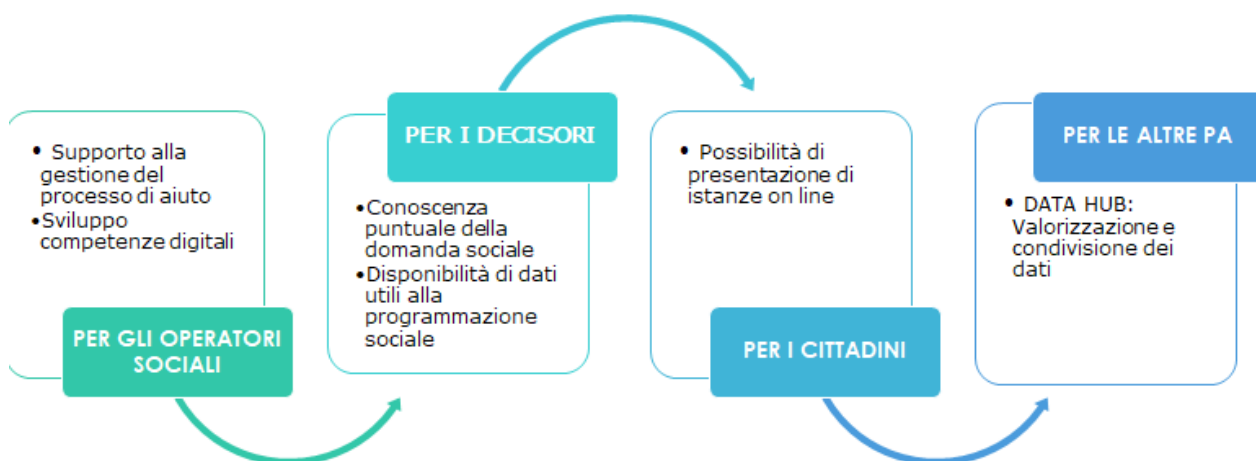 • Supporto alla
gestione del
processo di aiuto
•Sviluppo
competenze digitali
PER GLI OPERATORI
SOCIALI
PER I DECISORI
•Conoscenza
puntuale della
domanda sociale
•Disponibilità di dati
utili alla
programmazione
sociale
• Possibilità di
presentazione di
istanze on line
PER I CITTADINI
PER LE ALTRE PA
• DATA HUB:
Valorizzazione e
condivisione dei
dati